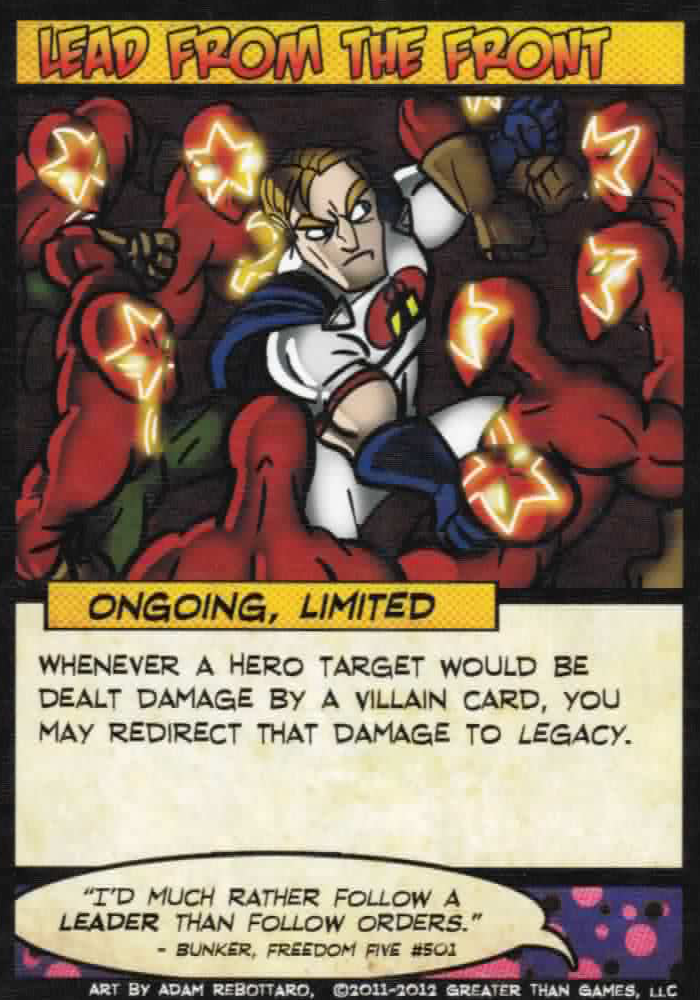 LEAD FROM THE FRONT
ONGOING, LIMITED
WHENEVER A HERO TARGET WOULD BE
DEALT DAMAGE BY A VILLAIN CARD, YOU
MAY REDIRECT THAT DAMAGE TO LEGACY.
"I'D MUCH RATHER FOLLOW A
LEADER THAN FOLLOW ORDERS."
- BUNKER, FREEDOM FIVE #501
ART BY ADAM REBOTTARO, ©2011-2012 GREATER THAN GAMES, LLC